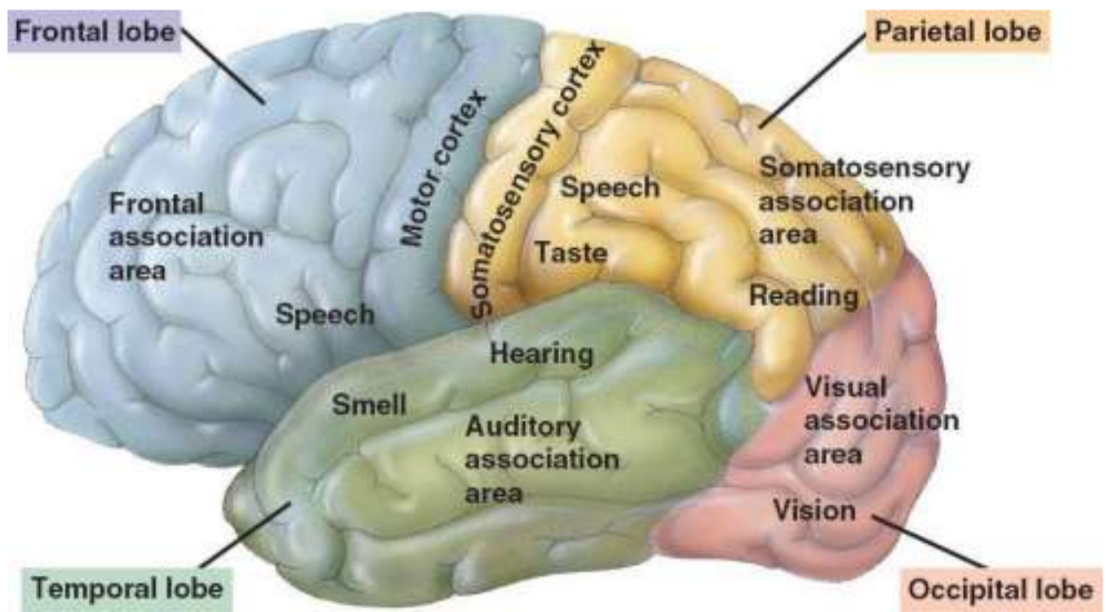 Frontal lobe
Parietal lobe
Motor cortex
Somatosensory cortex
Frontal
association
area
Speech
Speech
Taste
Somatosensory
association
area
Reading
Hearing
Smell
Auditory
association
area
Visual
association
area
Vision
Temporal lobe
Occipital lobe